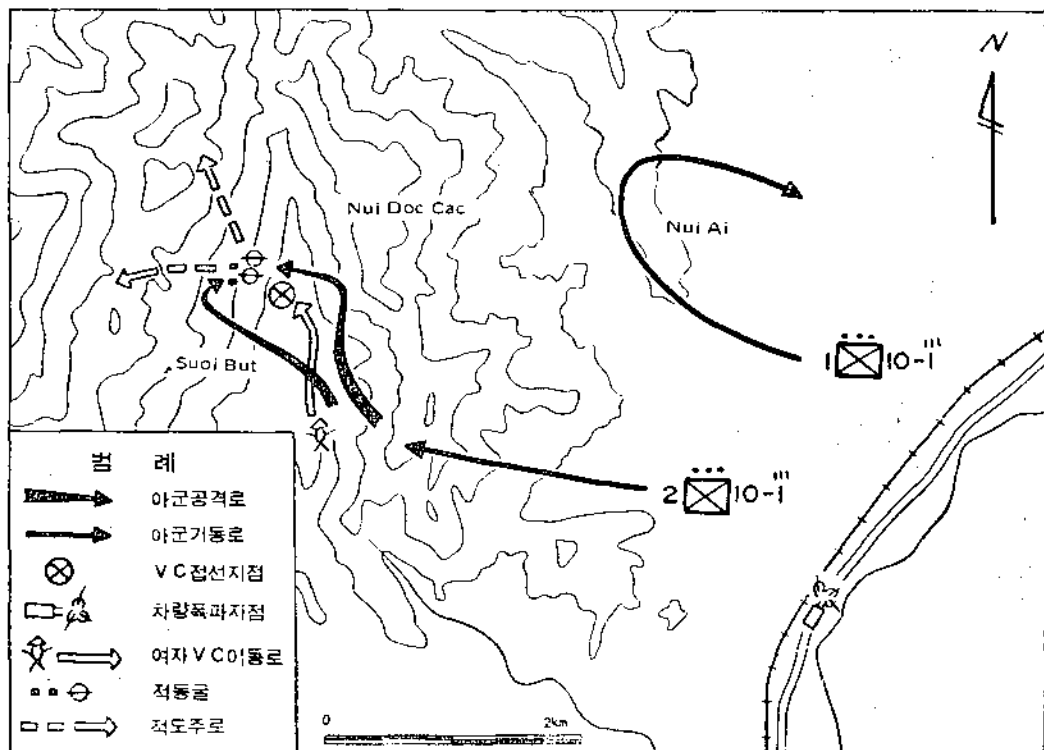 N
Nui Doc Cac
Nui Ai
Suoi But
1 10-1
2 10-1
범 례
아군공격로
아군기동로
VC접선지점
차량폭파지점
여자VC이동로
적동굴
적도주로
0 2km